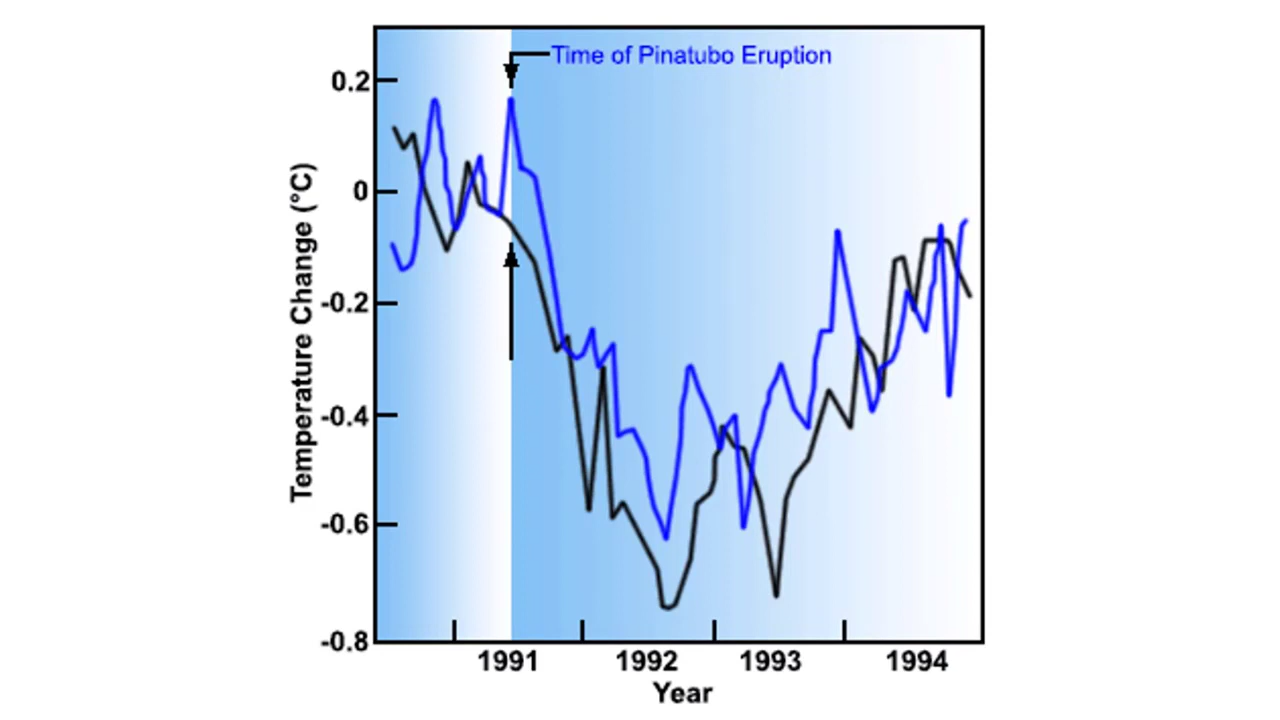 Time of Pinatubo Eruption
0.2
0
-0.2
-0.4
-0.6
-0.8
Temperature Change (°C)
1991 1992 1993 1994
Year